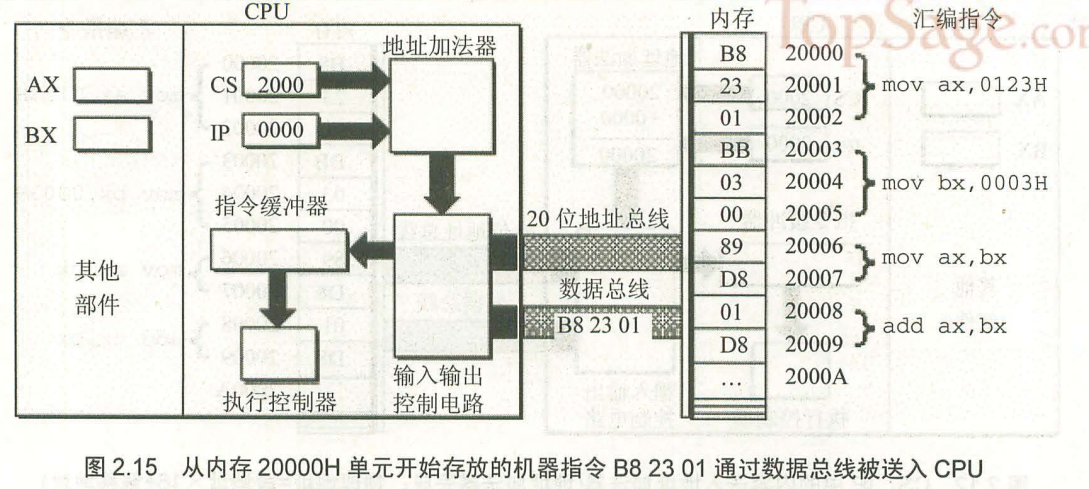 CPU
内存
汇编指令
TopSage.com
AX
BX
CS 2000
IP 0000
地址加法器
指令缓冲器
其他
部件
执行控制器
输入输出
控制电路
20 位地址总线
数据总线
B8 23 01
B8 20000
23 20001 mov ax,0123H
01 20002
BB 20003
03 20004 mov bx,0003H
00 20005
89 20006
D8 20007 mov ax,bx
01 20008
D8 20009 add ax,bx
… 2000A
图 2.15 从内存 20000H 单元开始存放的机器指令 B8 23 01 通过数据总线被送入 CPU